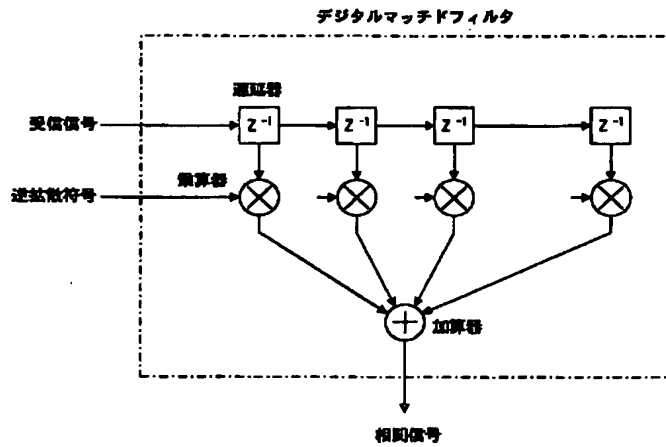 デジタルマッチドフィルタ
遅延器
受信信号
Z⁻¹ Z⁻¹ Z⁻¹ Z⁻¹
乗算器
逆拡散符号
加算器
相関信号